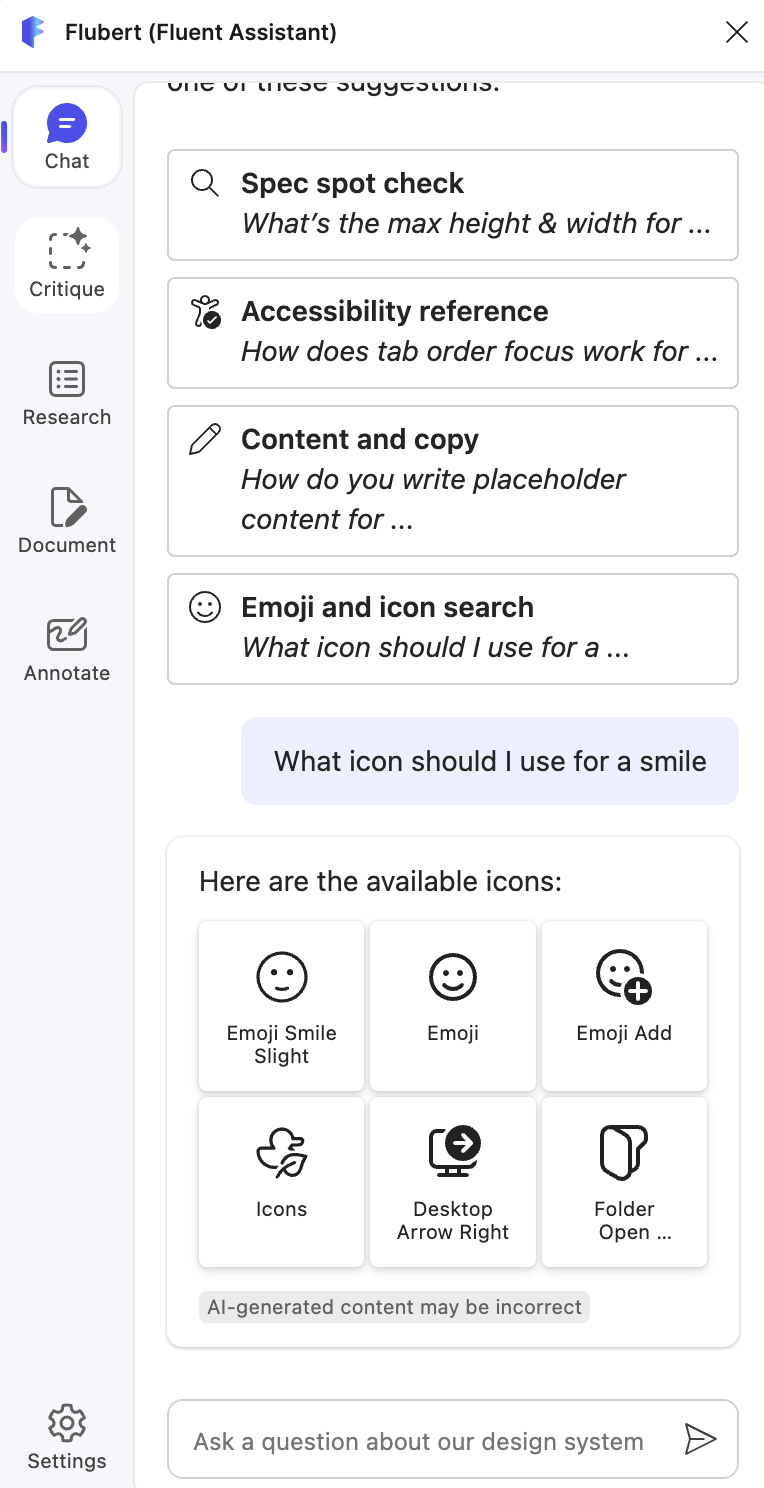 Flubert (Fluent Assistant)
one of these suggestions.
Chat
Critique
Research
Document
Annotate
Settings
Spec spot check
What's the max height & width for ...
Accessibility reference
How does tab order focus work for ...
Content and copy
How do you write placeholder
content for ...
Emoji and icon search
What icon should I use for a ...
What icon should I use for a smile
Here are the available icons:
Emoji Smile
Slight
Emoji
Emoji Add
Icons
Desktop
Arrow Right
Folder
Open ...
AI-generated content may be incorrect
Ask a question about our design system